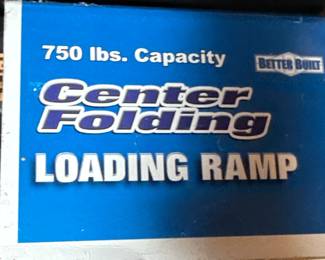 750 lbs. Capacity
BETTER BUILT
Center
Folding
LOADING RAMP